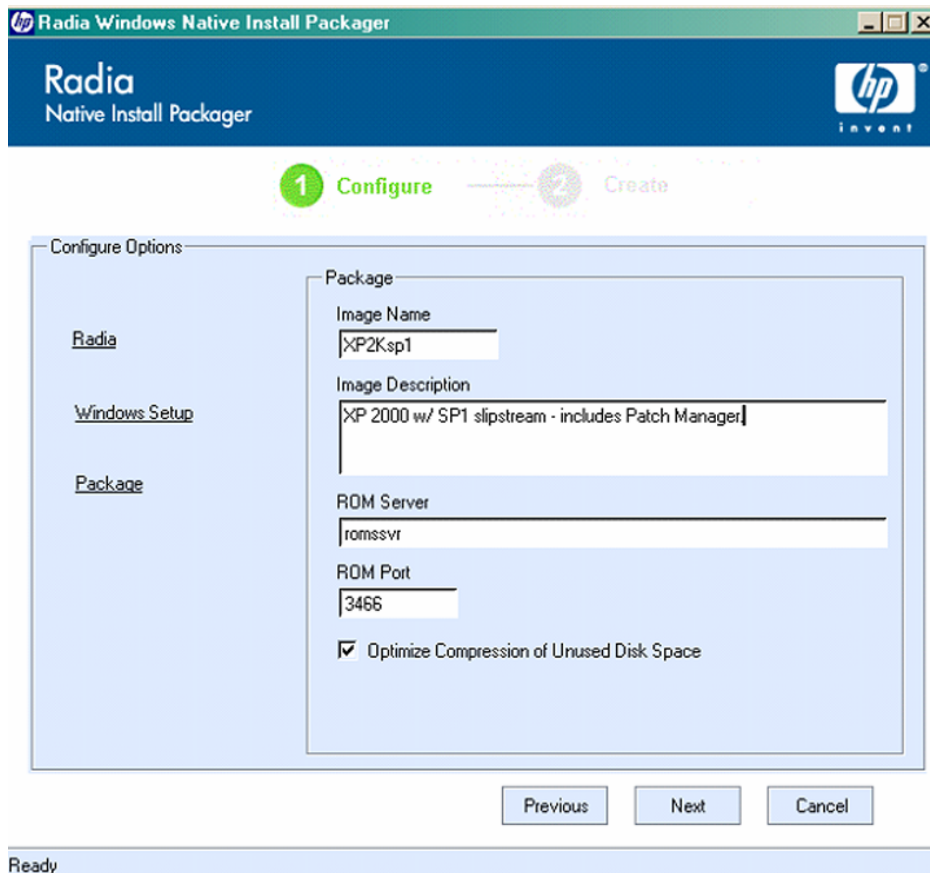 Radia Windows Native Install Packager
Radia
Native Install Packager
hp
invent
1 Configure 2 Create
Configure Options
Radia
Windows Setup
Package
Package
Image Name
XP2Ksp1
Image Description
XP 2000 w/ SP1 slipstream - includes Patch Manager.
ROM Server
romssvr
ROM Port
3466
Optimize Compression of Unused Disk Space
Previous Next Cancel
Ready